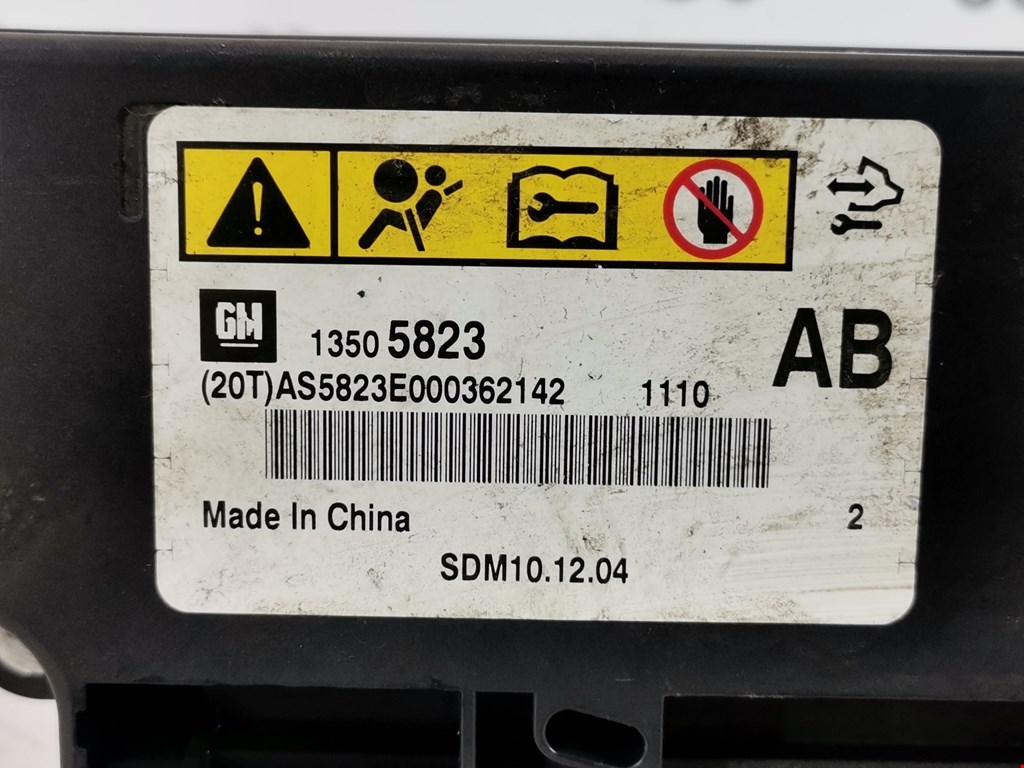 GM 1350 5823 AB
(20T)AS5823E000362142 1110
Made In China 2
SDM10.12.04